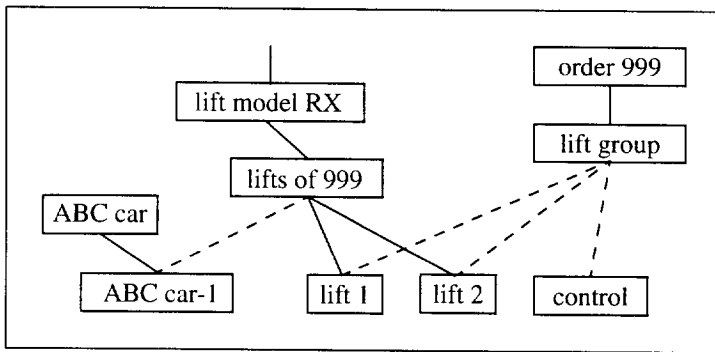 order 999
lift model RX
lift group
lifts of 999
ABC car
ABC car-1
lift 1
lift 2
control